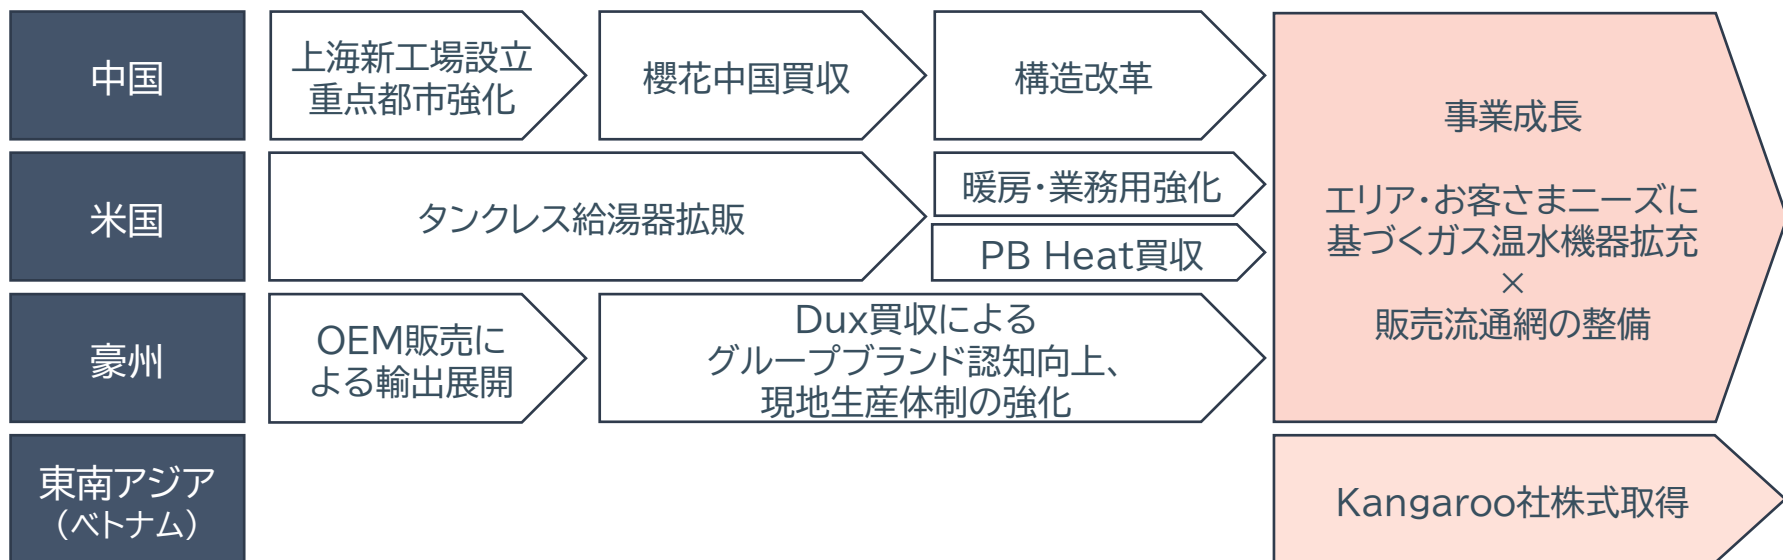 中国
上海新工場設立
重点都市強化
櫻花中国買収
構造改革
米国
タンクレス給湯器拡販
暖房・業務用強化
PB Heat買収
豪州
OEM販売に
よる輸出展開
Dux買収による
グループブランド認知向上、
現地生産体制の強化
事業成長
エリア・お客さまニーズに
基づくガス温水機器拡充
×
販売流通網の整備
東南アジア
（ベトナム）
Kangaroo社株式取得